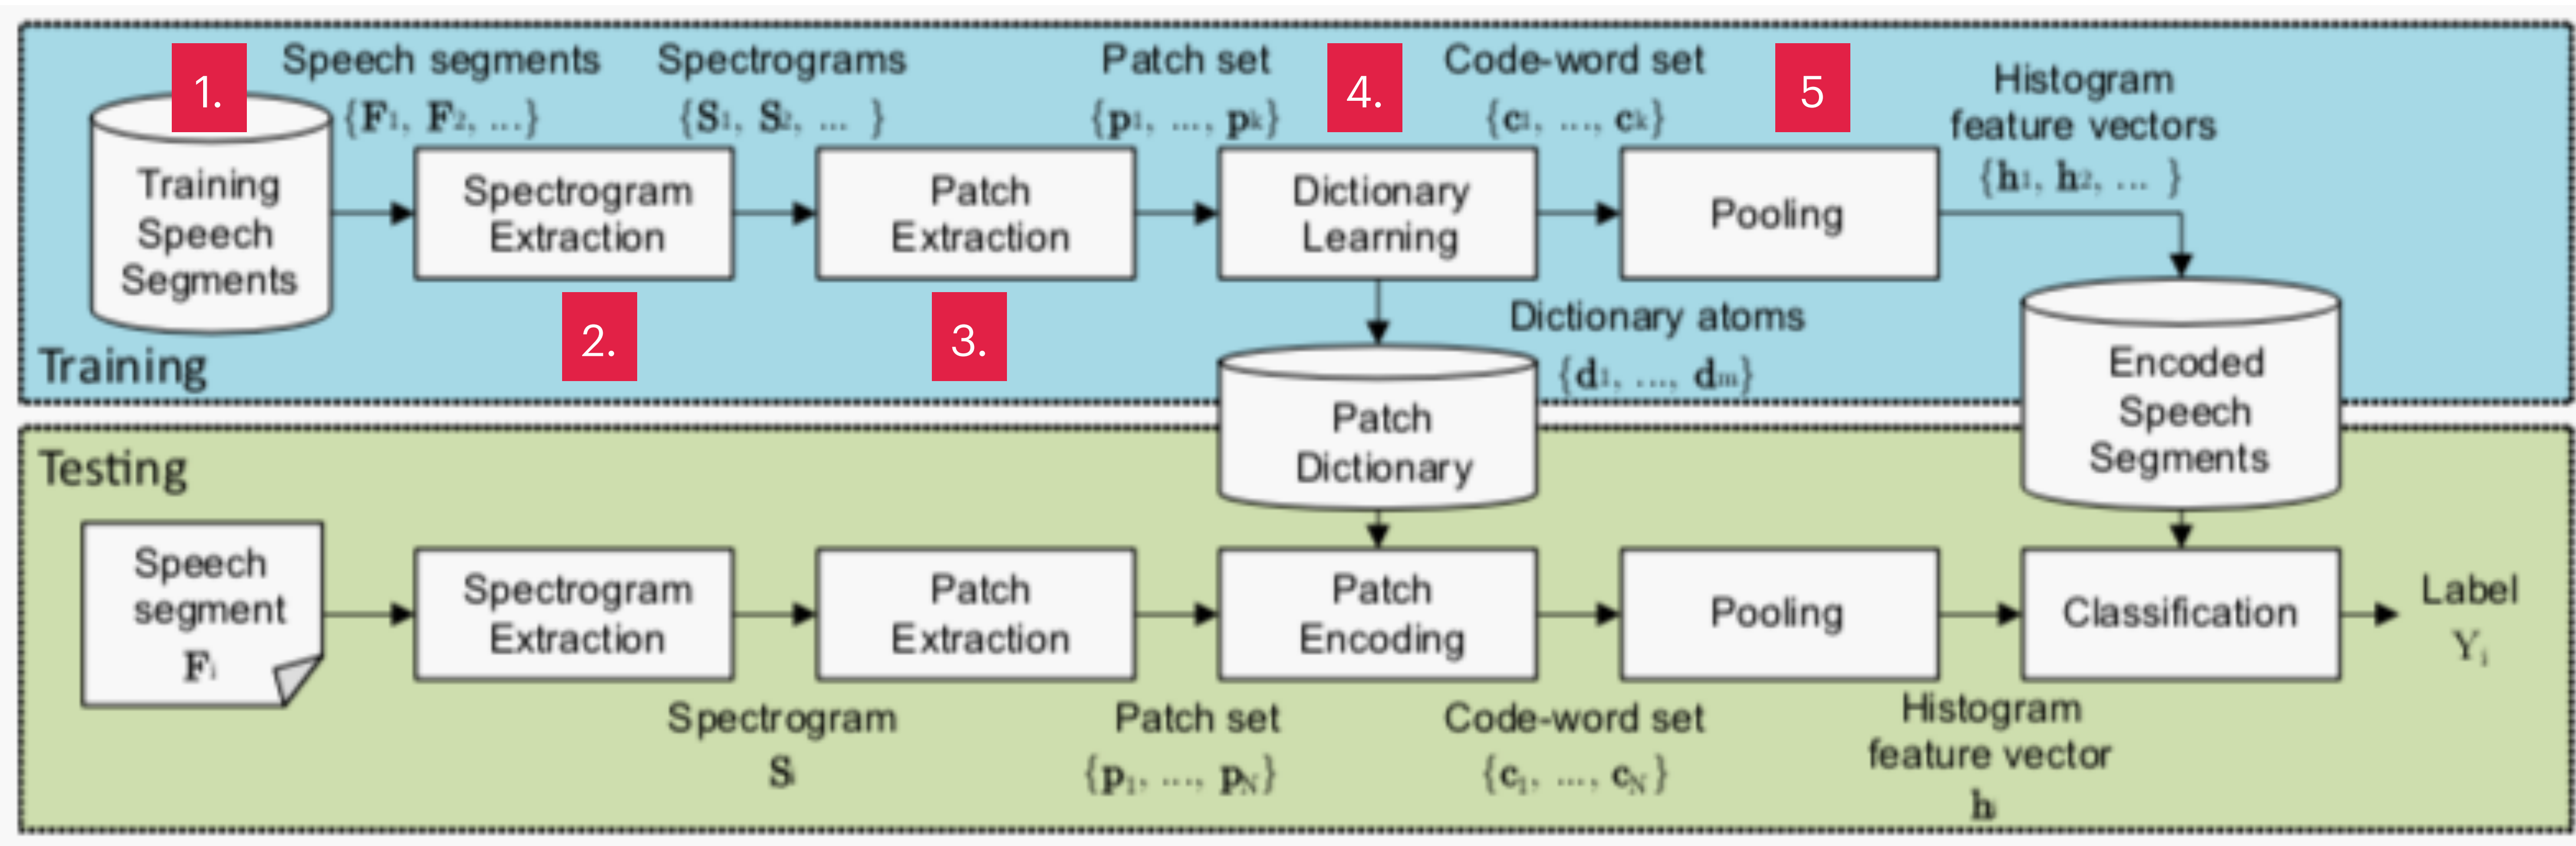 1.
Speech segments
{F1, F2, ...}
Spectrograms
{S1, S2, ... }
Patch set
{p1, ..., pk}
4.
Code-word set
{c1, ..., ck}
5
Histogram
feature vectors
{h1, h2, ... }
Training
Speech
Segments
Spectrogram
Extraction
Patch
Extraction
Dictionary
Learning
Pooling
2.
3.
Dictionary atoms
{d1, ..., dm}
Training
Patch
Dictionary
Encoded
Speech
Segments
Testing
Speech
segment
Fi
Spectrogram
Extraction
Patch
Extraction
Patch
Encoding
Pooling
Classification
Label
Yi
Spectrogram
Si
Patch set
{p1, ..., pN}
Code-word set
{c1, ..., cN}
Histogram
feature vector
h